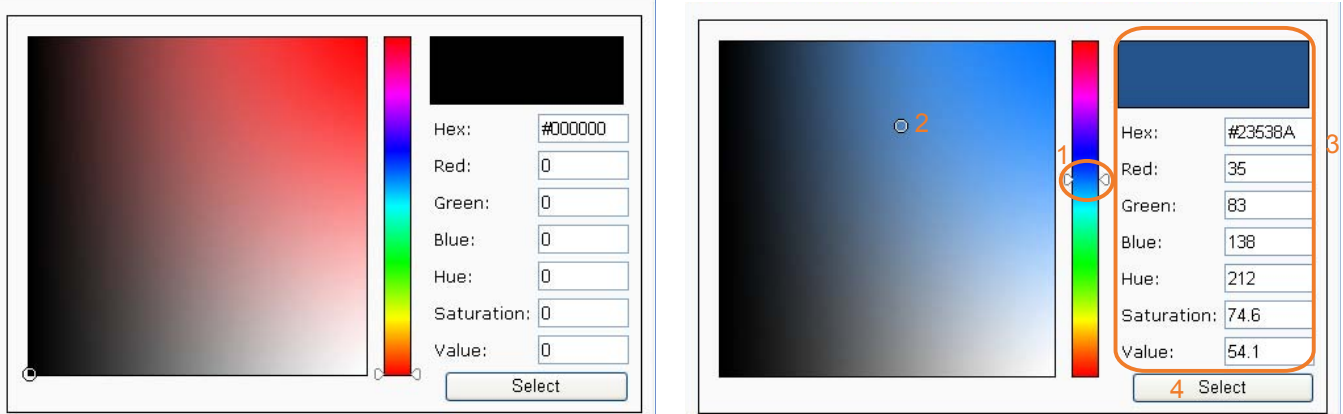 Hex: #000000
Red: 0
Green: 0
Blue: 0
Hue: 0
Saturation: 0
Value: 0
Select
2
1
3
Hex: #23538A
Red: 35
Green: 83
Blue: 138
Hue: 212
Saturation: 74.6
Value: 54.1
4 Select